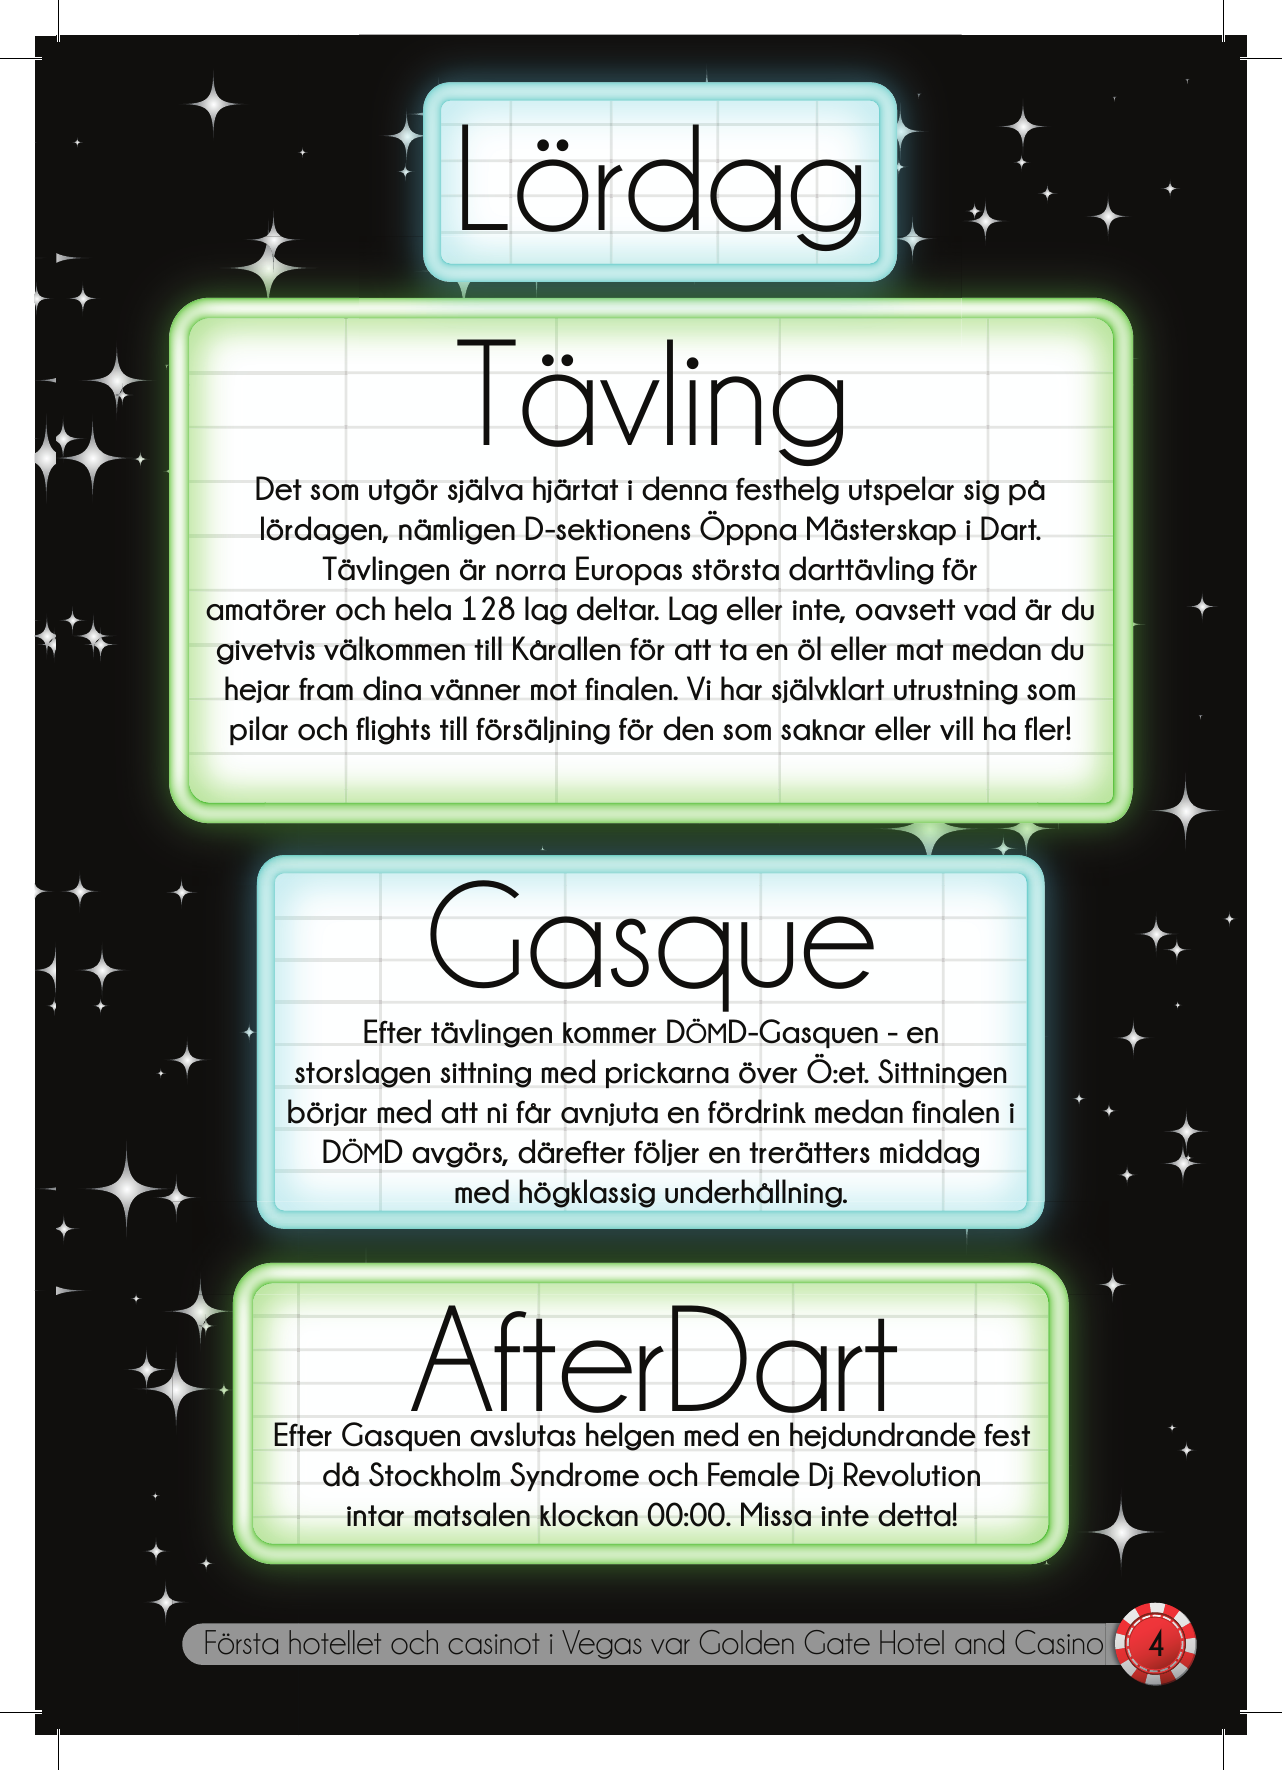 Lördag
Tävling
Det som utgör själva hjärtat i denna festhelg utspelar sig på
lördagen, nämligen D-sektionens Öppna Mästerskap i Dart.
Tävlingen är norra Europas största darttävling för
amatörer och hela 128 lag deltar. Lag eller inte, oavsett vad är du
givetvis välkommen till Kårallen för att ta en öl eller mat medan du
hejar fram dina vänner mot finalen. Vi har självklart utrustning som
pilar och flights till försäljning för den som saknar eller vill ha fler!
Gasque
Efter tävlingen kommer DÖMD-Gasquen - en
storslagen sittning med prickarna över Ö:et. Sittningen
börjar med att ni får avnjuta en fördrink medan finalen i
DÖMD avgörs, därefter följer en trerätters middag
med högklassig underhållning.
AfterDart
Efter Gasquen avslutas helgen med en hejdundrande fest
då Stockholm Syndrome och Female Dj Revolution
intar matsalen klockan 00:00. Missa inte detta!
Första hotellet och casinot i Vegas var Golden Gate Hotel and Casino
4